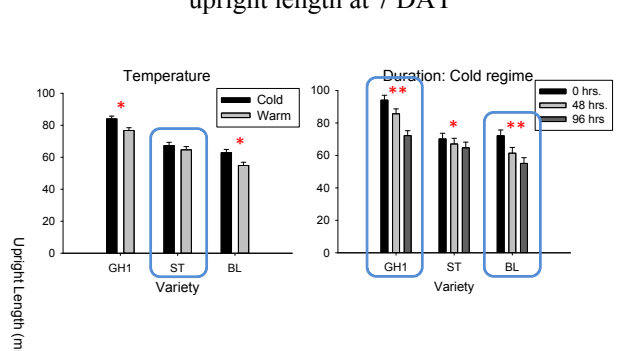 upright length at 7 DAT
Temperature
Cold
Warm
100
80
60
40
20
0
*
*
GH1 ST BL
Variety
Upright Length (m
Duration: Cold regime
0 hrs.
48 hrs.
96 hrs
100
80
60
40
20
0
**
*
**
GH1 ST BL
Variety